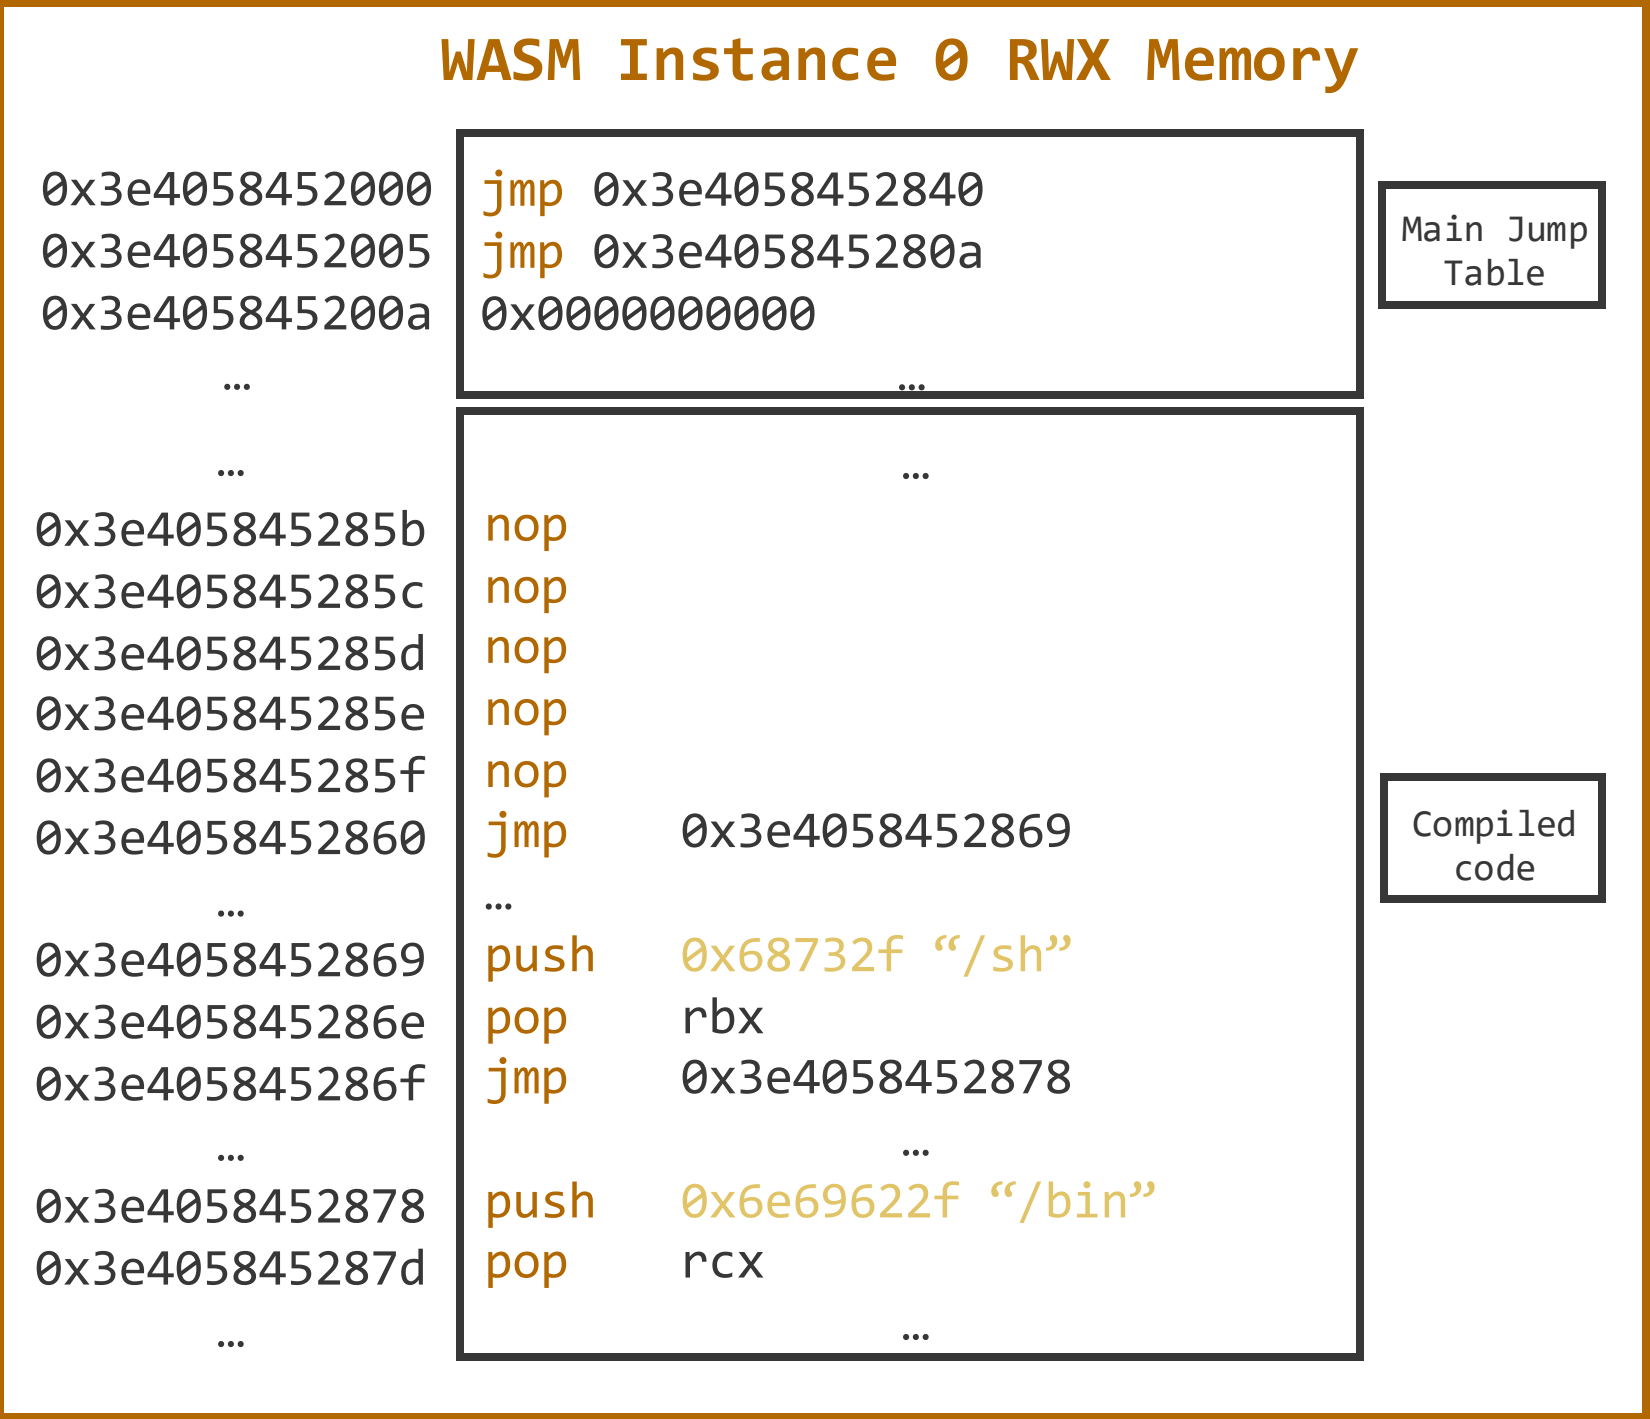 WASM Instance 0 RWX Memory
0x3e4058452000 jmp 0x3e4058452840
0x3e4058452005 jmp 0x3e405845280a
0x3e405845200a 0x0000000000
… …
Main Jump
Table
… …
0x3e405845285b nop
0x3e405845285c nop
0x3e405845285d nop
0x3e405845285e nop
0x3e405845285f nop
0x3e4058452860 jmp 0x3e4058452869
… …
0x3e4058452869 push 0x68732f “/sh”
0x3e405845286e pop rbx
0x3e405845286f jmp 0x3e4058452878
… …
0x3e4058452878 push 0x6e69622f “/bin”
0x3e405845287d pop rcx
… …
Compiled
code